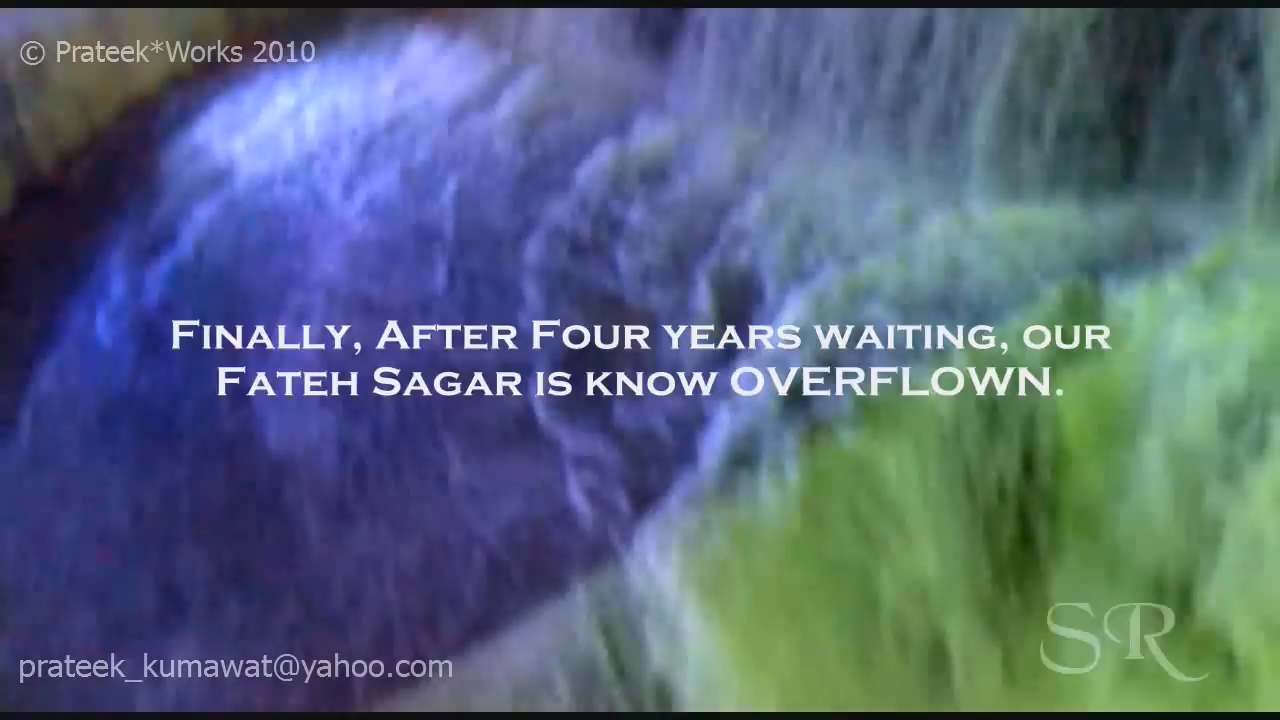 © Prateek*Works 2010
Finally, After Four years waiting, our
Fateh Sagar is know OVERFLOWN.
SR
prateek_kumawat@yahoo.com